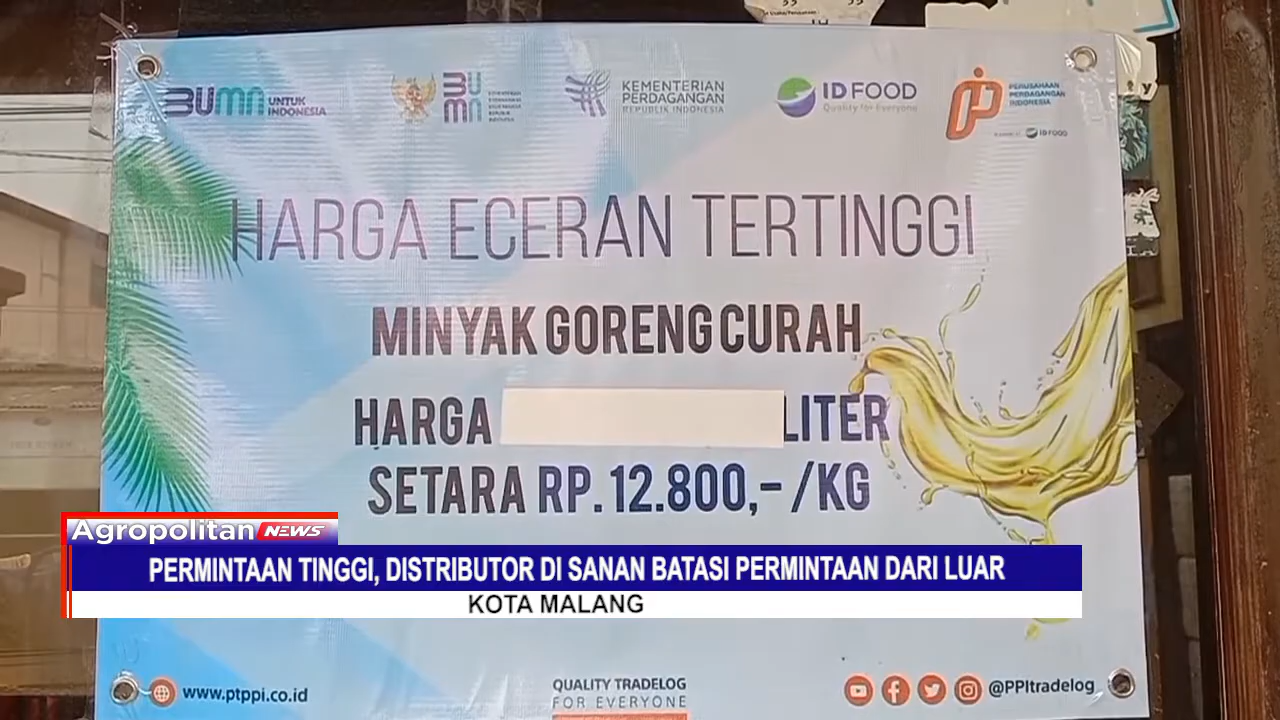 BUMN UNTUK INDONESIA
BUMN
KEMENTERIAN PERDAGANGAN
REPUBLIK INDONESIA
ID FOOD
Quality for Everyone
PERUSAHAAN PERDAGANGAN INDONESIA
ID FOOD
HARGA ECERAN TERTINGGI
MINYAK GORENG CURAH
HARGA LITER
SETARA RP. 12.800,- /KG
Agropolitan NEWS
PERMINTAAN TINGGI, DISTRIBUTOR DI SANAN BATASI PERMINTAAN DARI LUAR
KOTA MALANG
www.ptppi.co.id
QUALITY TRADELOG
FOR EVERYONE
@PPItradelog